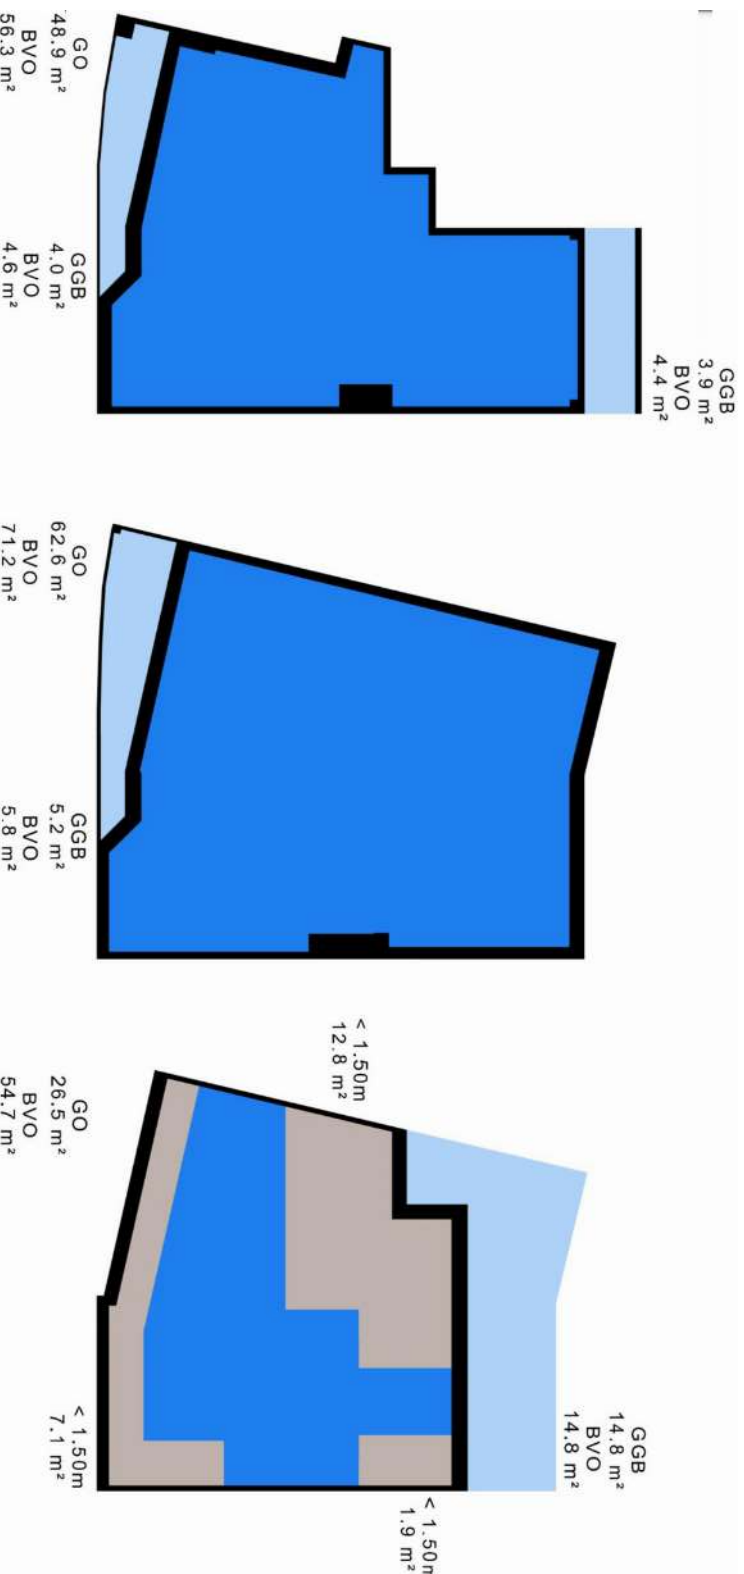 GGB
3.9 m²
BVO
4.4 m²
GO
48.9 m²
BVO
56.3 m²
GGB
4.0 m²
BVO
4.6 m²
GO
62.6 m²
BVO
71.2 m²
GGB
5.2 m²
BVO
5.8 m²
< 1.50m
12.8 m²
GGB
14.8 m²
BVO
14.8 m²
GO
26.5 m²
BVO
54.7 m²
< 1.50m
7.1 m²
< 1.50m
1.9 m²